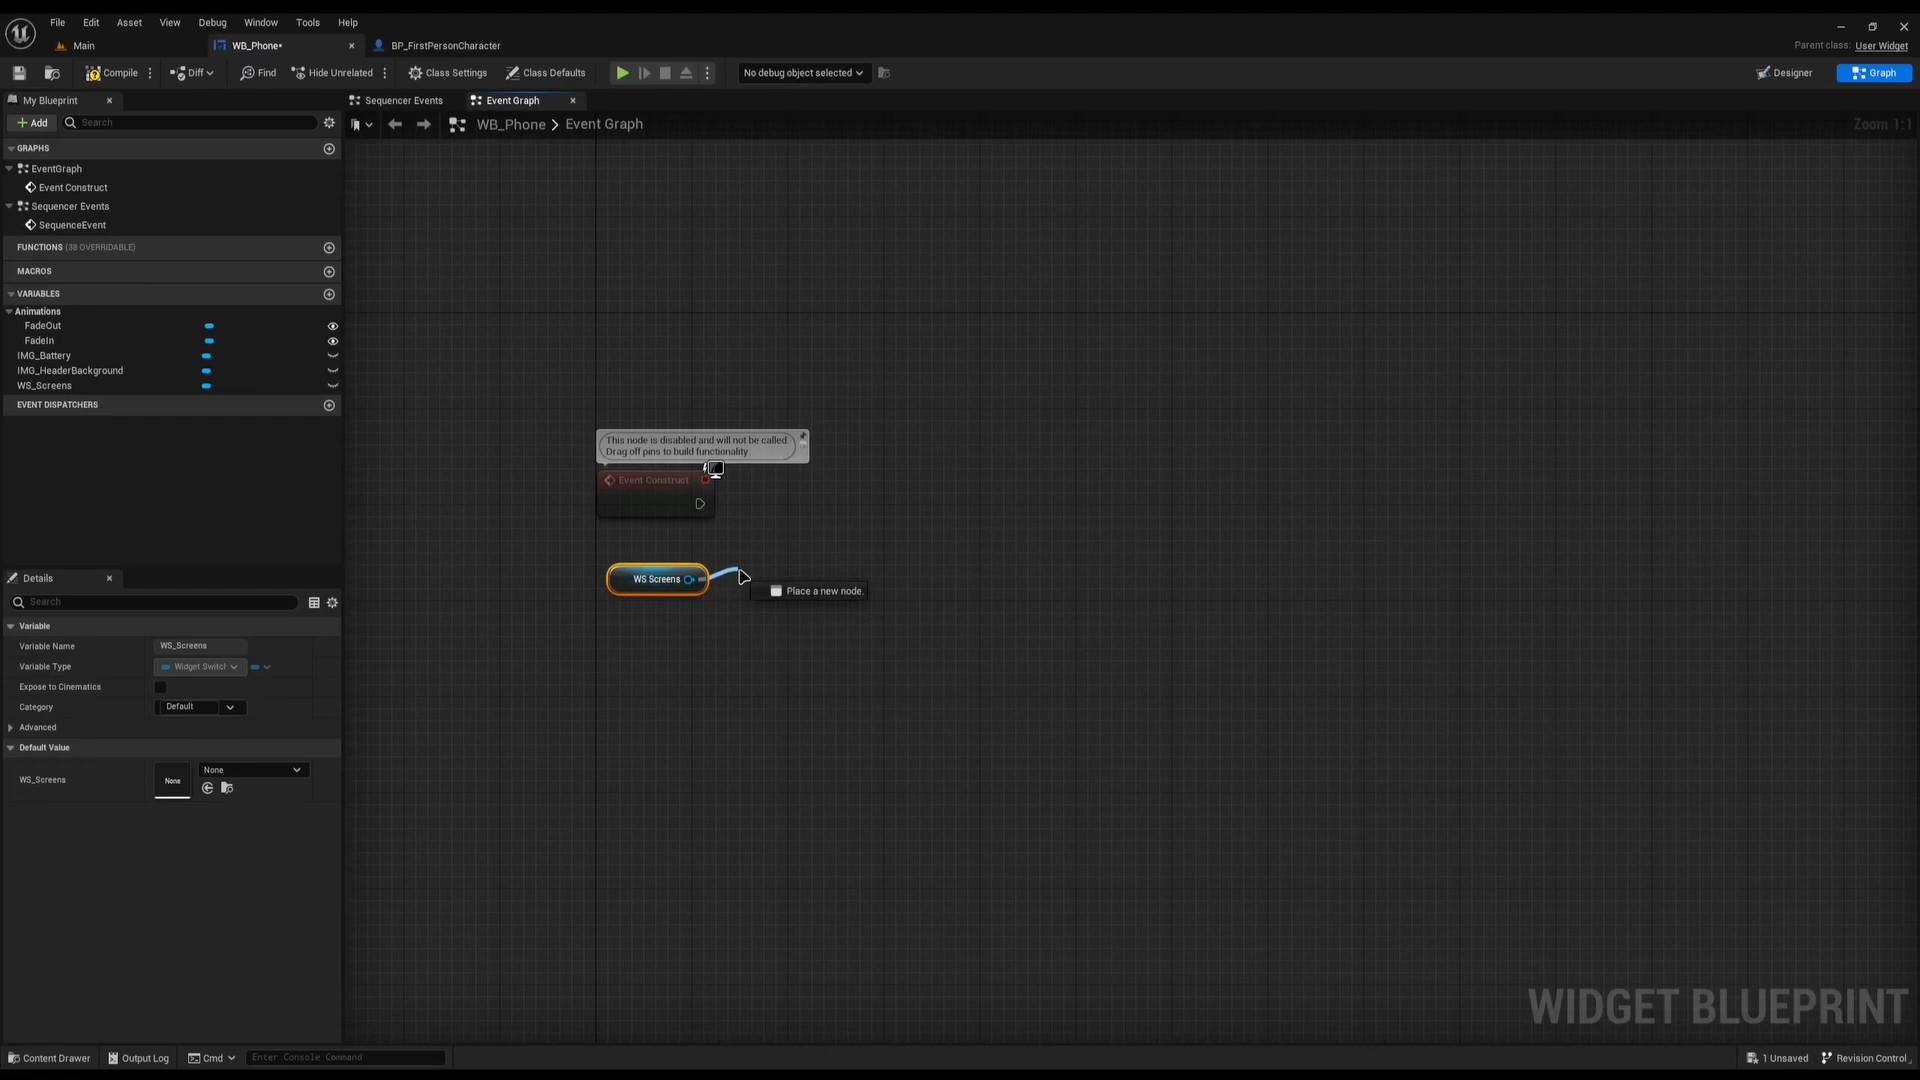 File Edit Asset View Debug Window Tools Help
Main WB_Phone• BP_FirstPersonCharacter
Parent class: User Widget
Compile Diff Find Hide Unrelated Class Settings Class Defaults No debug object selected Designer Graph
My Blueprint Sequencer Events Event Graph
Add Search WB_Phone > Event Graph Zoom 1:1
GRAPHS
EventGraph
Event Construct
Sequencer Events
SequenceEvent
FUNCTIONS (38 OVERRIDABLE)
MACROS
VARIABLES
Animations
FadeOut
FadeIn
IMG_Battery
IMG_HeaderBackground
WS_Screens
EVENT DISPATCHERS
This node is disabled and will not be called.
Drag off pins to build functionality.
Event Construct
WS Screens
Place a new node.
Details
Search
Variable
Variable Name WS_Screens
Variable Type Widget Switch
Expose to Cinematics
Category Default
Advanced
Default Value
WS_Screens None None
WIDGET BLUEPRINT
Content Drawer Output Log Cmd Enter Console Command 1 Unsaved Revision Control